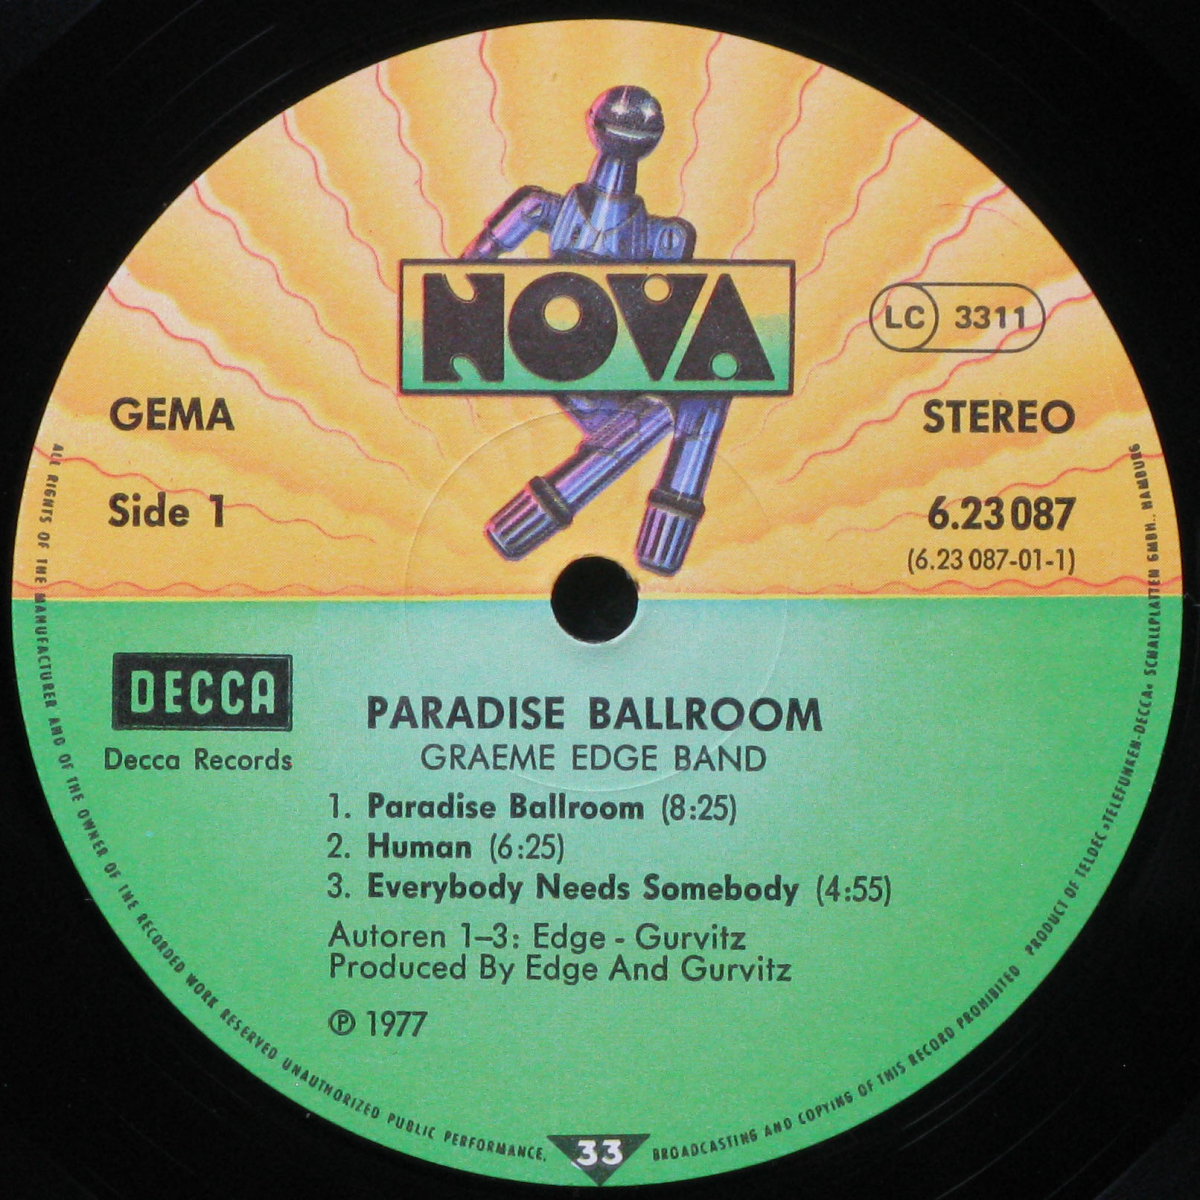 NOVA
LC 3311
GEMA
STEREO
Side 1
6.23087
(6.23 087-01-1)
DECCA
Decca Records
PARADISE BALLROOM
GRAEME EDGE BAND
1. Paradise Ballroom (8:25)
2. Human (6:25)
3. Everybody Needs Somebody (4:55)
Autoren 1–3: Edge - Gurvitz
Produced By Edge And Gurvitz
℗ 1977
ALL RIGHTS OF THE MANUFACTURER AND OF THE OWNER OF THE RECORDED WORK RESERVED UNAUTHORIZED PUBLIC PERFORMANCE, BROADCASTING AND COPYING OF THIS RECORD PROHIBITED PRODUCT OF TELDEC »TELEFUNKEN-DECCA« SCHALLPLATTEN GMBH., HAMBURG
33